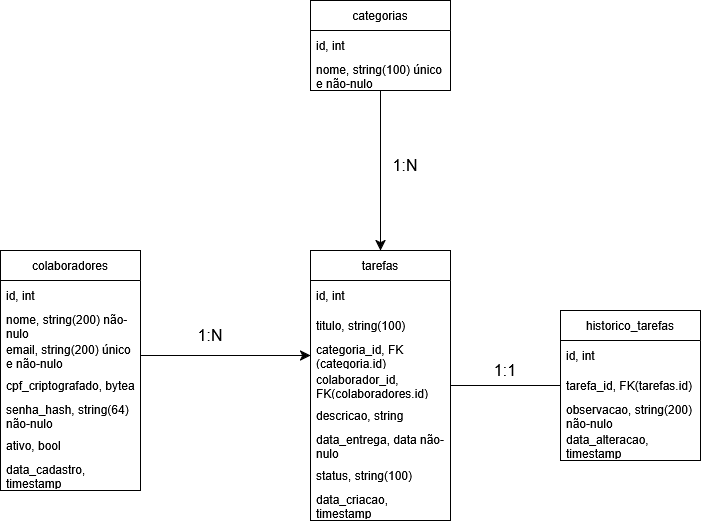 categorias
id, int
nome, string(100) único
e não-nulo
1:N
colaboradores
id, int
nome, string(200) não-
nulo
email, string(200) único
e não-nulo
cpf_criptografado, bytea
senha_hash, string(64)
não-nulo
ativo, bool
data_cadastro,
timestamp
1:N
tarefas
id, int
titulo, string(100)
categoria_id, FK
(categoria.id)
colaborador_id,
FK(colaboradores.id)
descricao, string
data_entrega, data não-
nulo
status, string(100)
data_criacao,
timestamp
1:1
historico_tarefas
id, int
tarefa_id, FK(tarefas.id)
observacao, string(200)
não-nulo
data_alteracao,
timestamp